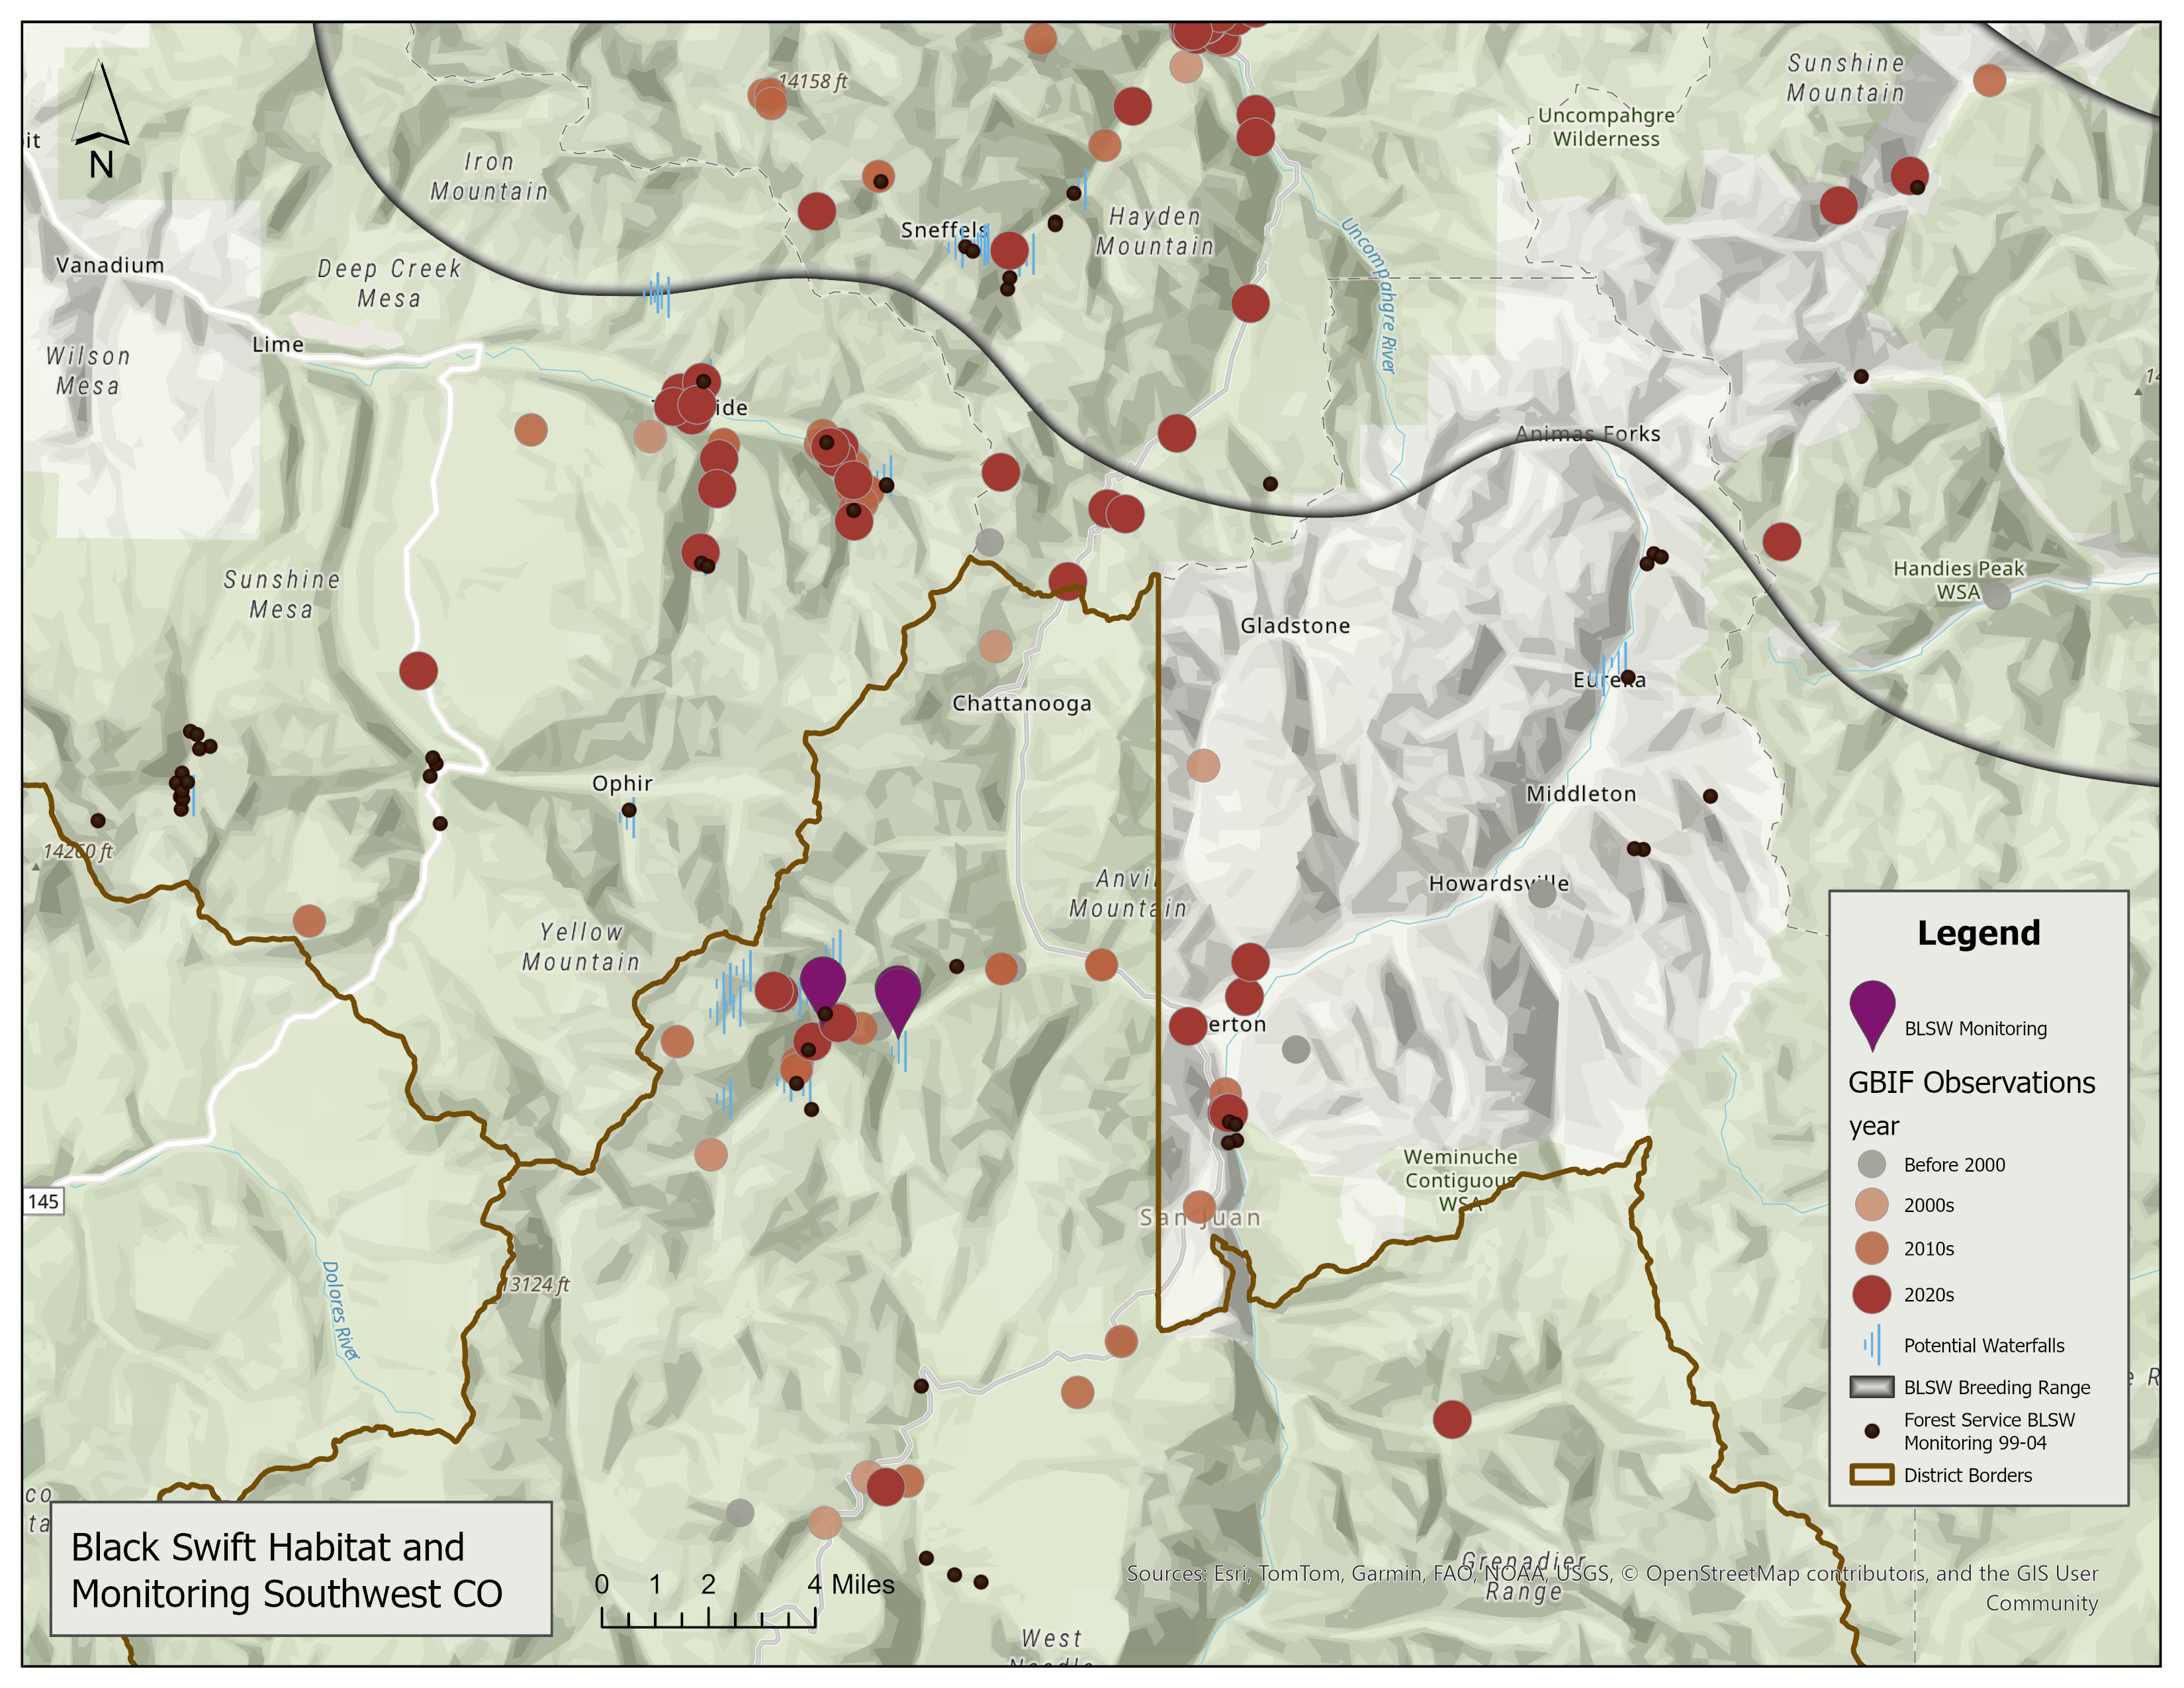 14158 ft
Sunshine
Mountain
Uncompahgre
Wilderness
N
it
Iron
Mountain
Hayden
Mountain
Sneffels
Uncompahgre River
Vanadium
Deep Creek
Mesa
Lime
Wilson
Mesa
ide
14
Animas Forks
Handies Peak
WSA
Sunshine
Mesa
Gladstone
Eureka
Chattanooga
Ophir
Middleton
14260 ft
Anvil
Mountain
Howardsville
Yellow
Mountain
erton
Weminuche
Contiguous
WSA
145
San Juan
13124 ft
Dolores River
e R
co
ta
Grenadier
Range
West
Needle
Legend
BLSW Monitoring
GBIF Observations
year
Before 2000
2000s
2010s
2020s
Potential Waterfalls
BLSW Breeding Range
Forest Service BLSW
Monitoring 99-04
District Borders
Black Swift Habitat and
Monitoring Southwest CO
0 1 2 4 Miles
Sources: Esri, TomTom, Garmin, FAO, NOAA, USGS, © OpenStreetMap contributors, and the GIS User
Community